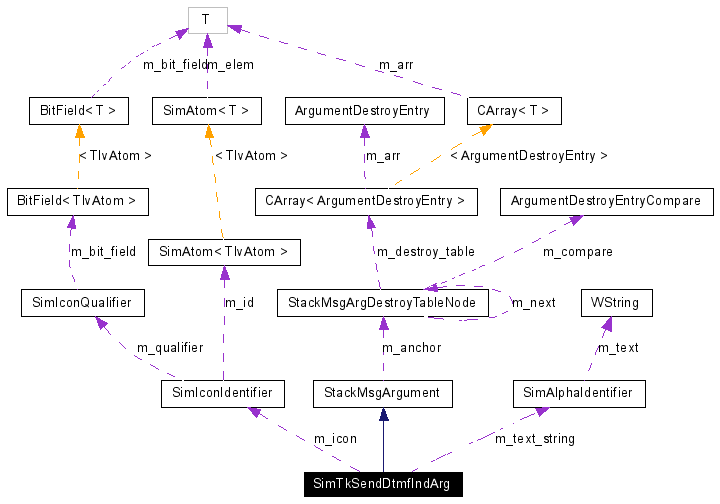 T
m_bit_field
m_elem
m_arr
BitField< T >
SimAtom< T >
ArgumentDestroyEntry
CArray< T >
< TlvAtom >
< TlvAtom >
m_arr
< ArgumentDestroyEntry >
BitField< TlvAtom >
CArray< ArgumentDestroyEntry >
ArgumentDestroyEntryCompare
m_bit_field
SimAtom< TlvAtom >
m_destroy_table
m_compare
SimIconQualifier
m_id
StackMsgArgDestroyTableNode
m_next
WString
m_qualifier
m_anchor
m_text
SimIconIdentifier
StackMsgArgument
SimAlphaIdentifier
m_icon
m_text_string
SimTkSendDtmfIndArg